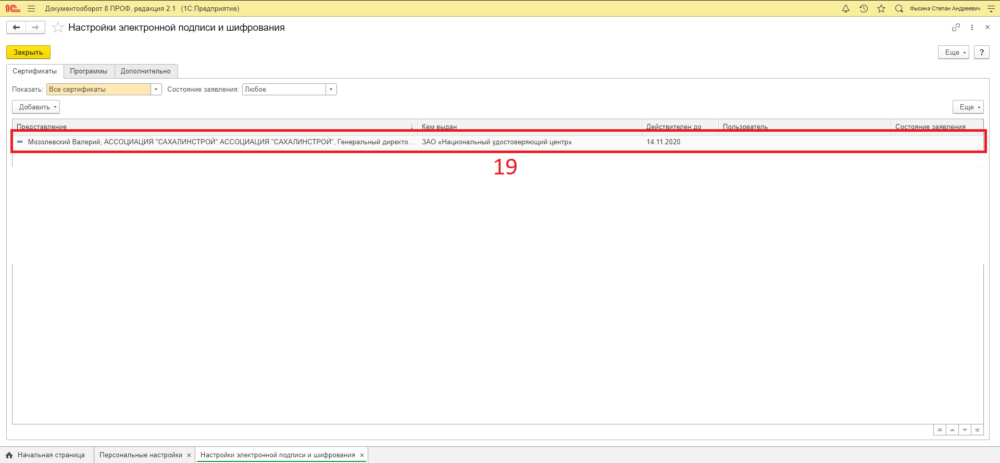 1С Документооборот 8 ПРОФ, редакция 2.1 (1С:Предприятие) Фысина Степан Андреевич
Настройки электронной подписи и шифрования
Закрыть Еще ?
Сертификаты Программы Дополнительно
Показать: Все сертификаты Состояние заявления: Любое
Добавить Еще
Представление Кем выдан Действителен до Пользователь Состояние заявления
Мозолевский Валерий, АССОЦИАЦИЯ "САХАЛИНСТРОЙ" АССОЦИАЦИЯ "САХАЛИНСТРОЙ", Генеральный директо... ЗАО «Национальный удостоверяющий центр» 14.11.2020
19
Начальная страница Персональные настройки Настройки электронной подписи и шифрования